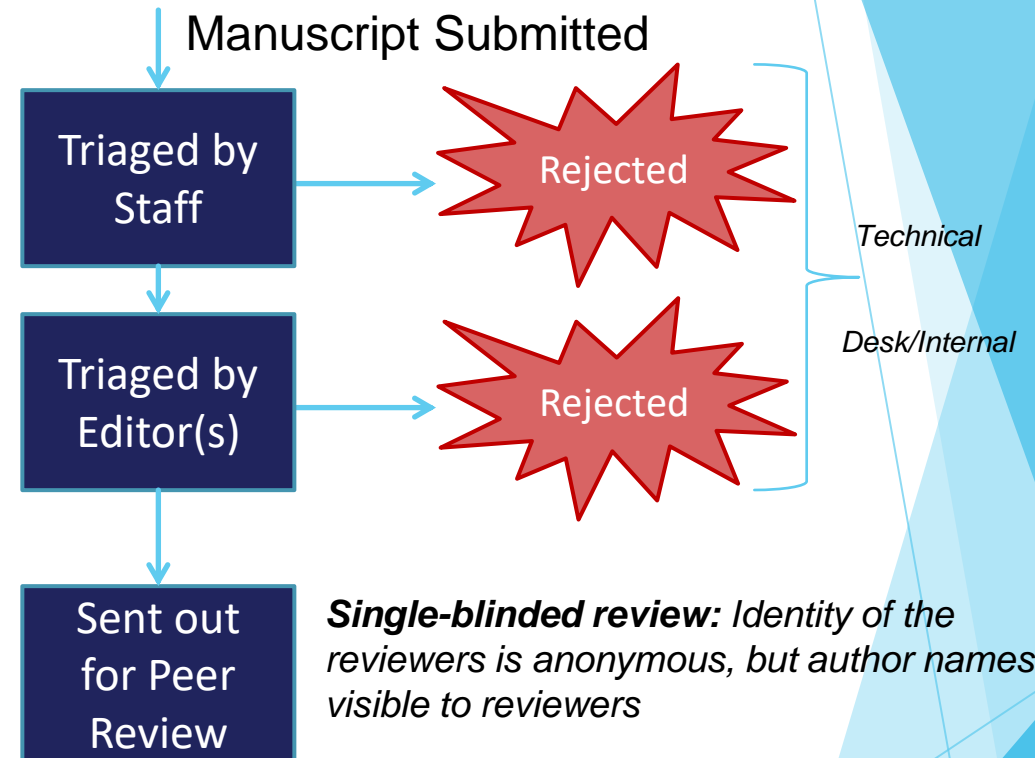 Manuscript Submitted
Triaged by
Staff
Rejected
Technical
Desk/Internal
Triaged by
Editor(s)
Rejected
Sent out
for Peer
Review
Single-blinded review: Identity of the
reviewers is anonymous, but author names
visible to reviewers